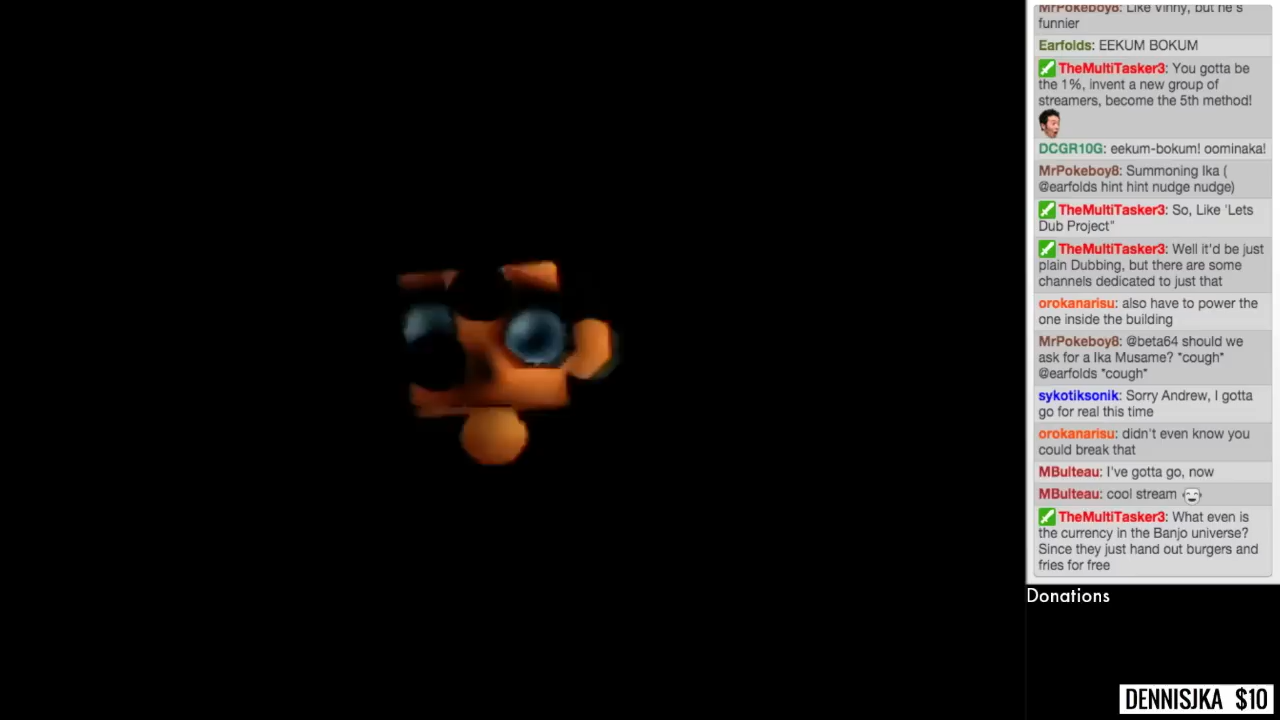 MrPokeboy8: Like Vinny, but he's
funnier
Earfolds: EEKUM BOKUM
TheMultiTasker3: You gotta be
the 1%, invent a new group of
streamers, become the 5th method!
DCGR10G: eekum-bokum! oominaka!
MrPokeboy8: Summoning Ika (
@earfolds hint hint nudge nudge)
TheMultiTasker3: So, Like 'Lets
Dub Project"
TheMultiTasker3: Well it'd be just
plain Dubbing, but there are some
channels dedicated to just that
orokanarisu: also have to power the
one inside the building
MrPokeboy8: @beta64 should we
ask for a Ika Musame? *cough*
@earfolds *cough*
sykotiksonik: Sorry Andrew, I gotta
go for real this time
orokanarisu: didn't even know you
could break that
MBulteau: I've gotta go, now
MBulteau: cool stream
TheMultiTasker3: What even is
the currency in the Banjo universe?
Since they just hand out burgers and
fries for free
Donations
DENNISJKA $10